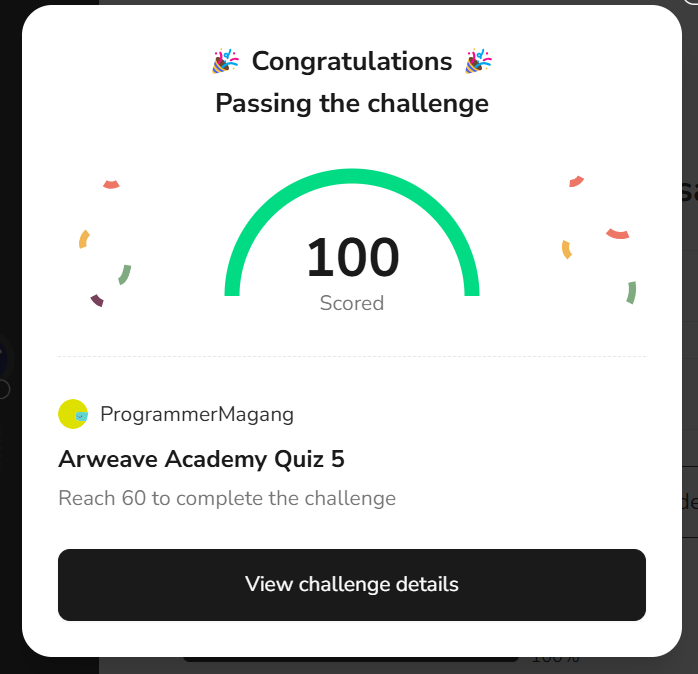 Congratulations
Passing the challenge
100
Scored
ProgrammerMagang
Arweave Academy Quiz 5
Reach 60 to complete the challenge
View challenge details
100%